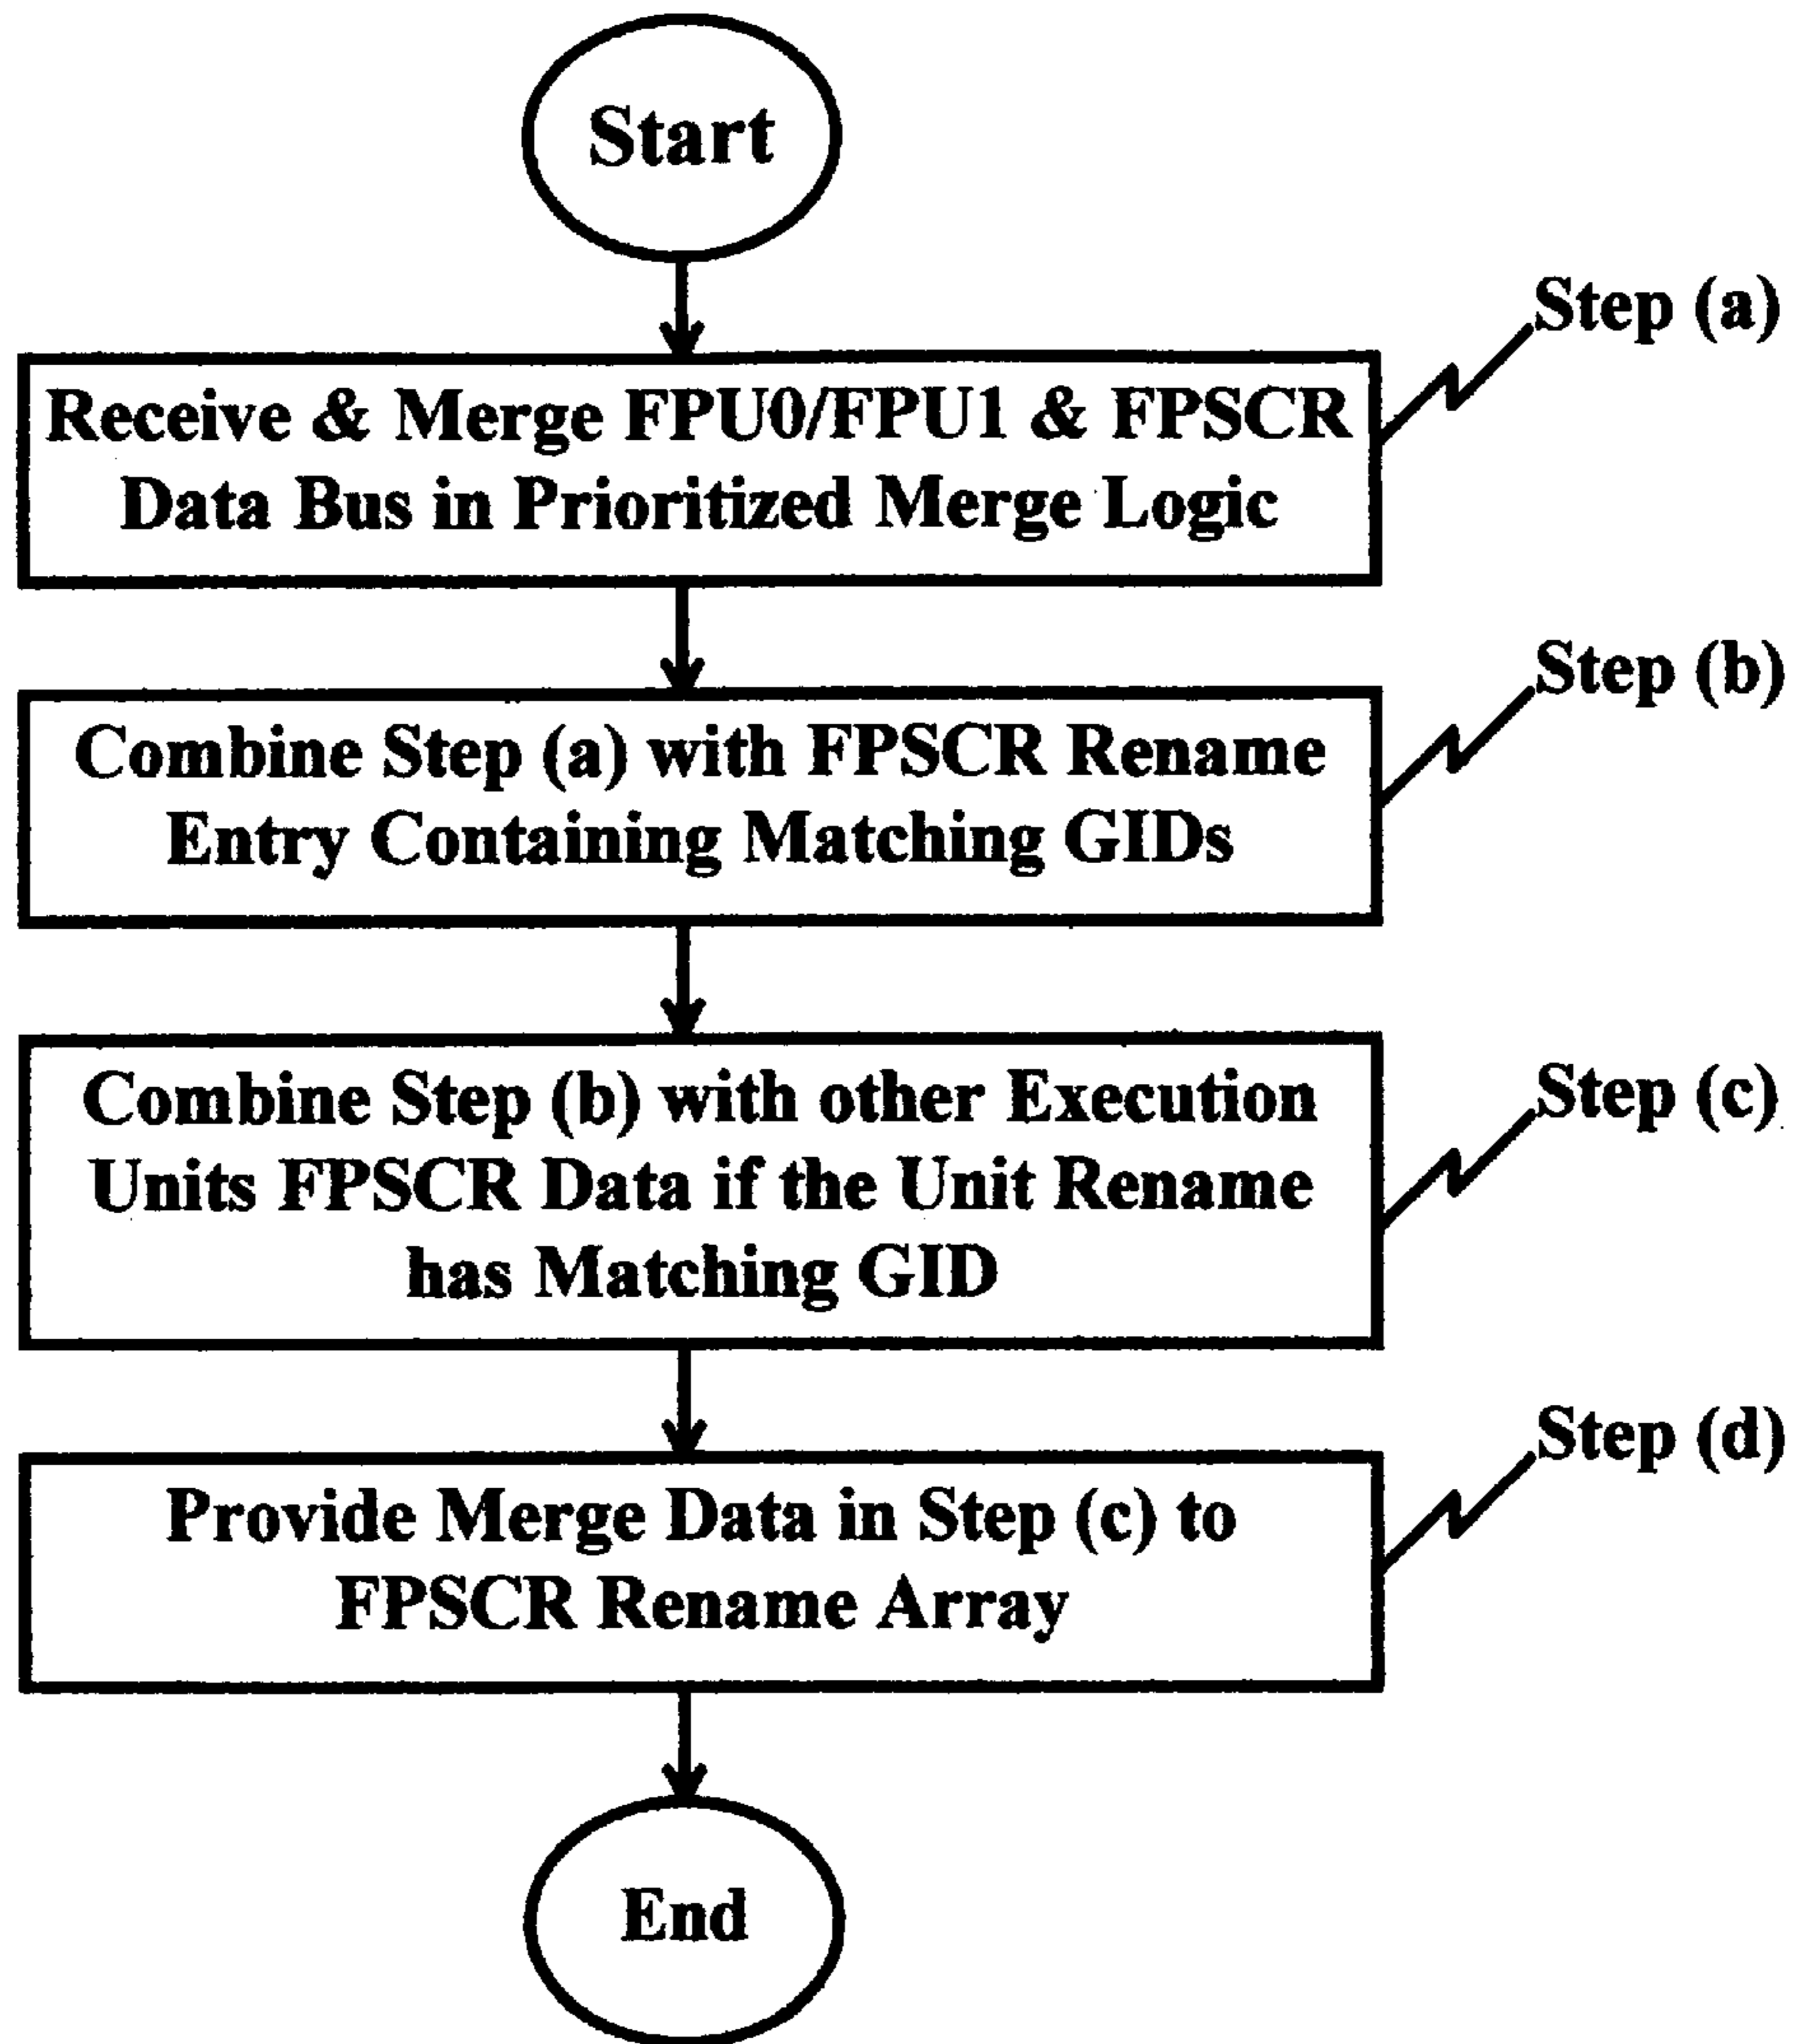 Start
Step (a)
Receive & Merge FPU0/FPU1 & FPSCR
Data Bus in Prioritized Merge Logic
Step (b)
Combine Step (a) with FPSCR Rename
Entry Containing Matching GIDs
Step (c)
Combine Step (b) with other Execution
Units FPSCR Data if the Unit Rename
has Matching GID
Step (d)
Provide Merge Data in Step (c) to
FPSCR Rename Array
End